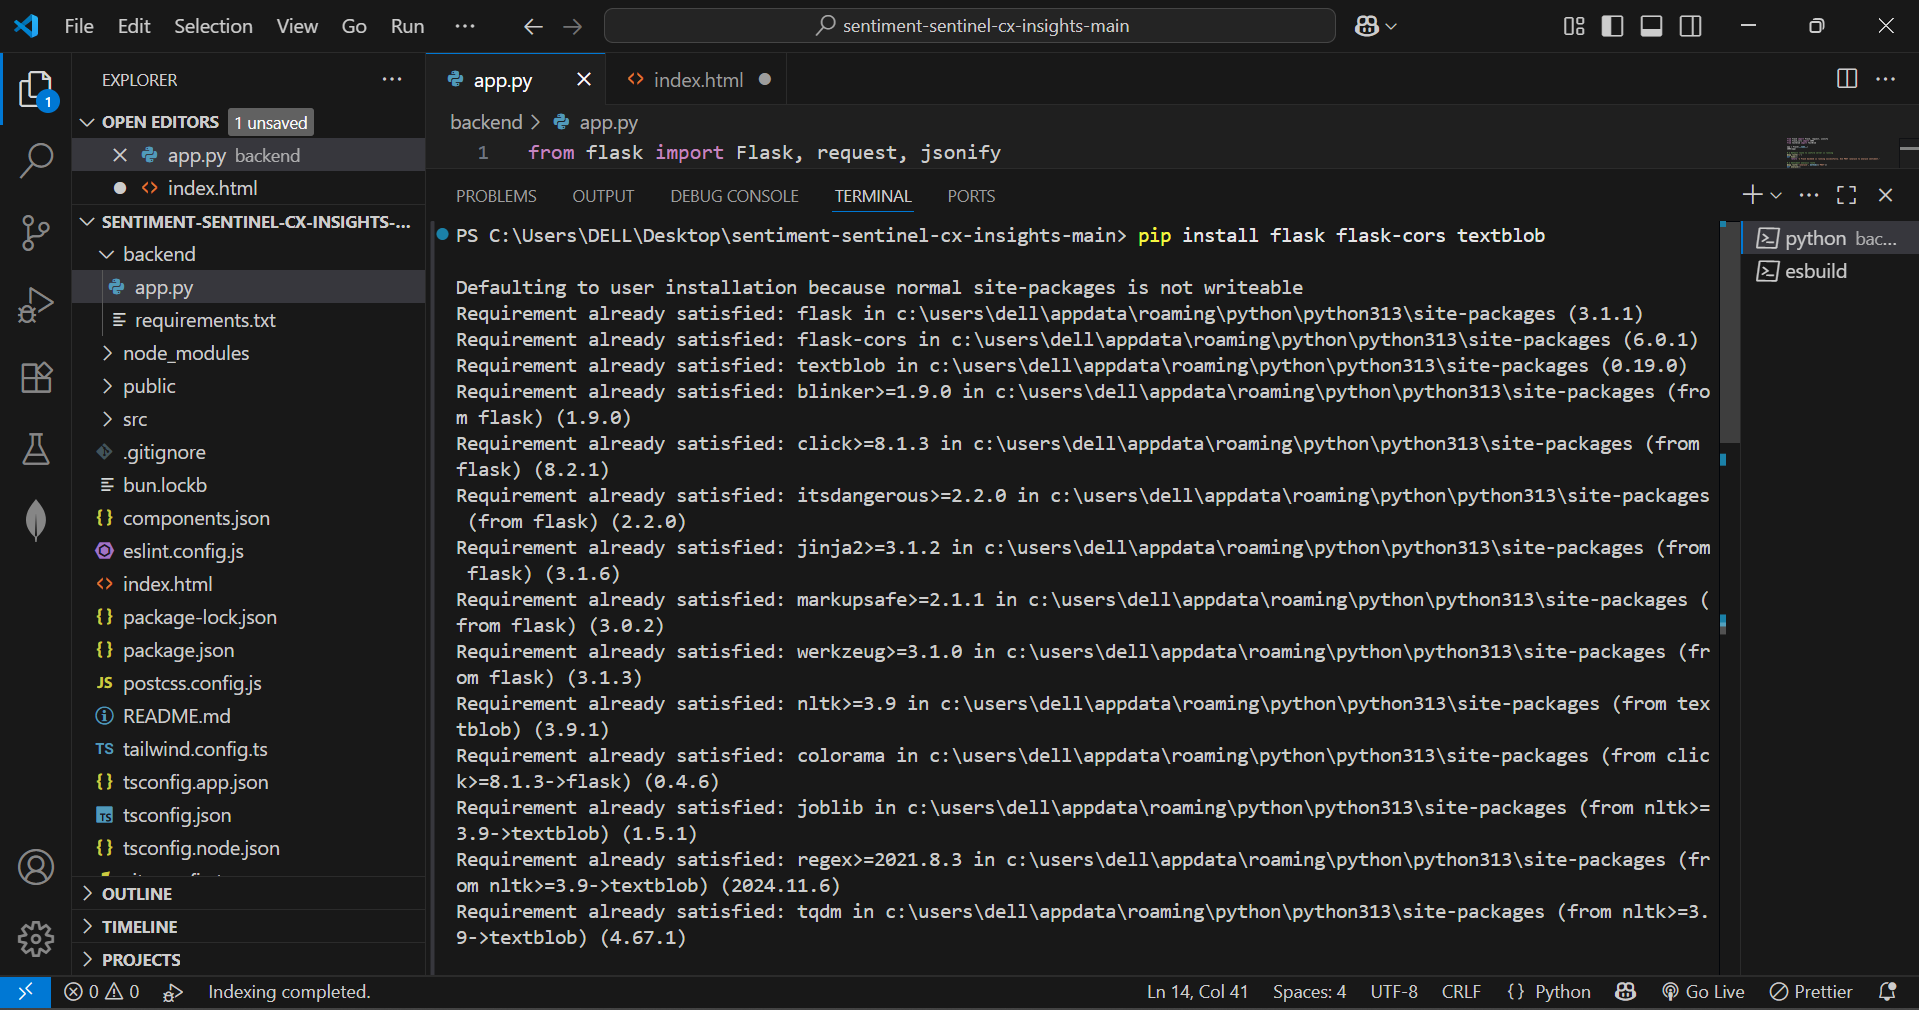 File Edit Selection View Go Run ··· sentiment-sentinel-cx-insights-main
EXPLORER ···
OPEN EDITORS 1 unsaved
app.py backend
index.html
SENTIMENT-SENTINEL-CX-INSIGHTS-...
backend
app.py
requirements.txt
node_modules
public
src
.gitignore
bun.lockb
components.json
eslint.config.js
index.html
package-lock.json
package.json
postcss.config.js
README.md
tailwind.config.ts
tsconfig.app.json
tsconfig.json
tsconfig.node.json
OUTLINE
TIMELINE
PROJECTS
app.py index.html
backend > app.py
1 from flask import Flask, request, jsonify
PROBLEMS OUTPUT DEBUG CONSOLE TERMINAL PORTS
PS C:\Users\DELL\Desktop\sentiment-sentinel-cx-insights-main> pip install flask flask-cors textblob
Defaulting to user installation because normal site-packages is not writeable
Requirement already satisfied: flask in c:\users\dell\appdata\roaming\python\python313\site-packages (3.1.1)
Requirement already satisfied: flask-cors in c:\users\dell\appdata\roaming\python\python313\site-packages (6.0.1)
Requirement already satisfied: textblob in c:\users\dell\appdata\roaming\python\python313\site-packages (0.19.0)
Requirement already satisfied: blinker>=1.9.0 in c:\users\dell\appdata\roaming\python\python313\site-packages (fro
m flask) (1.9.0)
Requirement already satisfied: click>=8.1.3 in c:\users\dell\appdata\roaming\python\python313\site-packages (from
flask) (8.2.1)
Requirement already satisfied: itsdangerous>=2.2.0 in c:\users\dell\appdata\roaming\python\python313\site-packages
(from flask) (2.2.0)
Requirement already satisfied: jinja2>=3.1.2 in c:\users\dell\appdata\roaming\python\python313\site-packages (from
flask) (3.1.6)
Requirement already satisfied: markupsafe>=2.1.1 in c:\users\dell\appdata\roaming\python\python313\site-packages (
from flask) (3.0.2)
Requirement already satisfied: werkzeug>=3.1.0 in c:\users\dell\appdata\roaming\python\python313\site-packages (fr
om flask) (3.1.3)
Requirement already satisfied: nltk>=3.9 in c:\users\dell\appdata\roaming\python\python313\site-packages (from tex
tblob) (3.9.1)
Requirement already satisfied: colorama in c:\users\dell\appdata\roaming\python\python313\site-packages (from clic
k>=8.1.3->flask) (0.4.6)
Requirement already satisfied: joblib in c:\users\dell\appdata\roaming\python\python313\site-packages (from nltk>=
3.9->textblob) (1.5.1)
Requirement already satisfied: regex>=2021.8.3 in c:\users\dell\appdata\roaming\python\python313\site-packages (fr
om nltk>=3.9->textblob) (2024.11.6)
Requirement already satisfied: tqdm in c:\users\dell\appdata\roaming\python\python313\site-packages (from nltk>=3.
9->textblob) (4.67.1)
python bac...
esbuild
0 0 Indexing completed. Ln 14, Col 41 Spaces: 4 UTF-8 CRLF {} Python Go Live Prettier